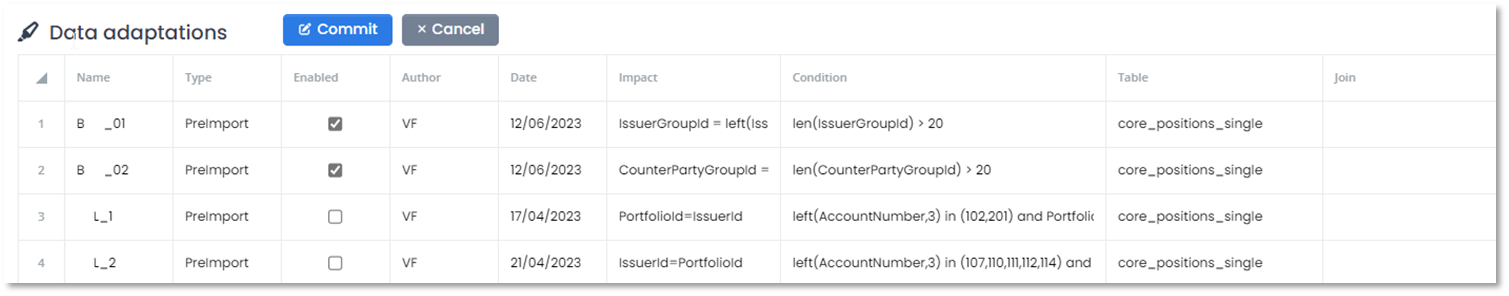 Data adaptations Commit × Cancel
Name Type Enabled Author Date Impact Condition Table Join
1 B _01 PreImport VF 12/06/2023 IssuerGroupId = left(Iss len(IssuerGroupId) > 20 core_positions_single
2 B _02 PreImport VF 12/06/2023 CounterPartyGroupId = len(CounterPartyGroupId) > 20 core_positions_single
3 L_1 PreImport VF 17/04/2023 PortfolioId=IssuerId left(AccountNumber,3) in (102,201) and Portfolic core_positions_single
4 L_2 PreImport VF 21/04/2023 IssuerId=PortfolioId left(AccountNumber,3) in (107,110,111,112,114) and core_positions_single